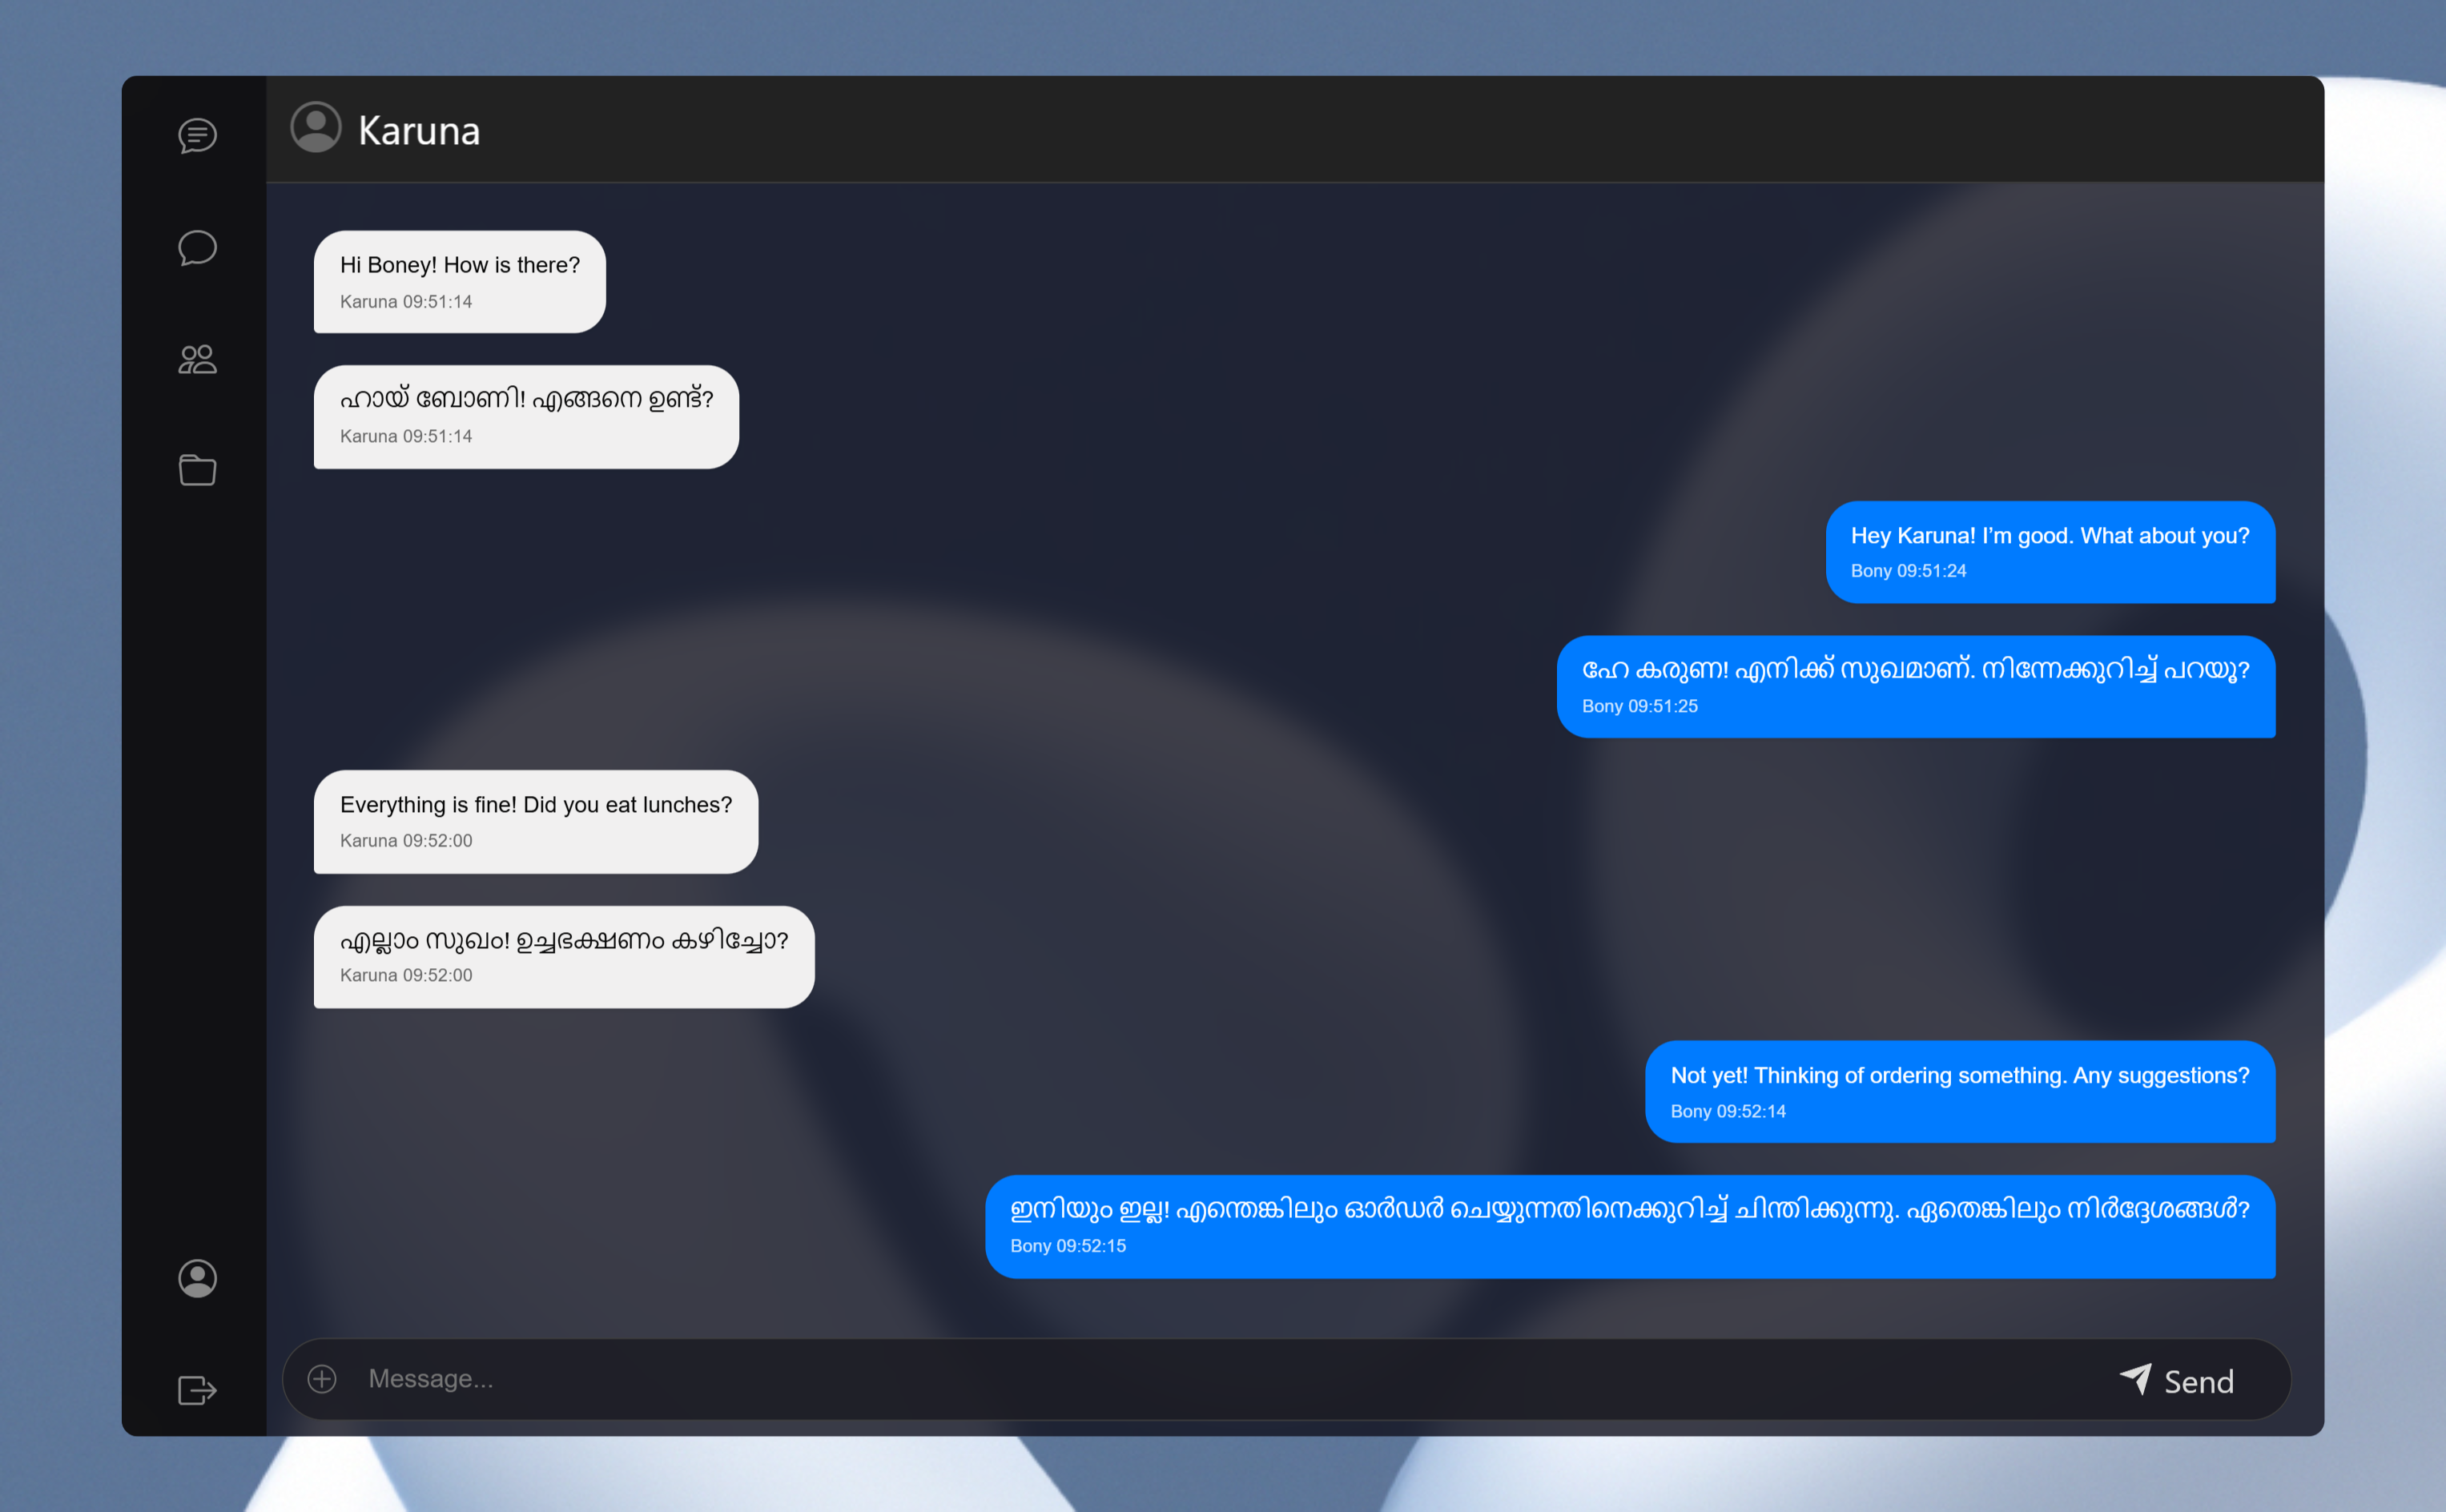 Karuna
Hi Boney! How is there?
Karuna 09:51:14
ഹായ് ബോണി! എങ്ങനെ ഉണ്ട്?
Karuna 09:51:14
Hey Karuna! I’m good. What about you?
Bony 09:51:24
ഹേ കരുണ! എനിക്ക് സുഖമാണ്. നിന്നേക്കുറിച്ച് പറയൂ?
Bony 09:51:25
Everything is fine! Did you eat lunches?
Karuna 09:52:00
എല്ലാം സുഖം! ഉച്ചഭക്ഷണം കഴിച്ചോ?
Karuna 09:52:00
Not yet! Thinking of ordering something. Any suggestions?
Bony 09:52:14
ഇനിയും ഇല്ല! എന്തെങ്കിലും ഓർഡർ ചെയ്യുന്നതിനെക്കുറിച്ച് ചിന്തിക്കുന്നു. ഏതെങ്കിലും നിർദ്ദേശങ്ങൾ?
Bony 09:52:15
Message...
Send